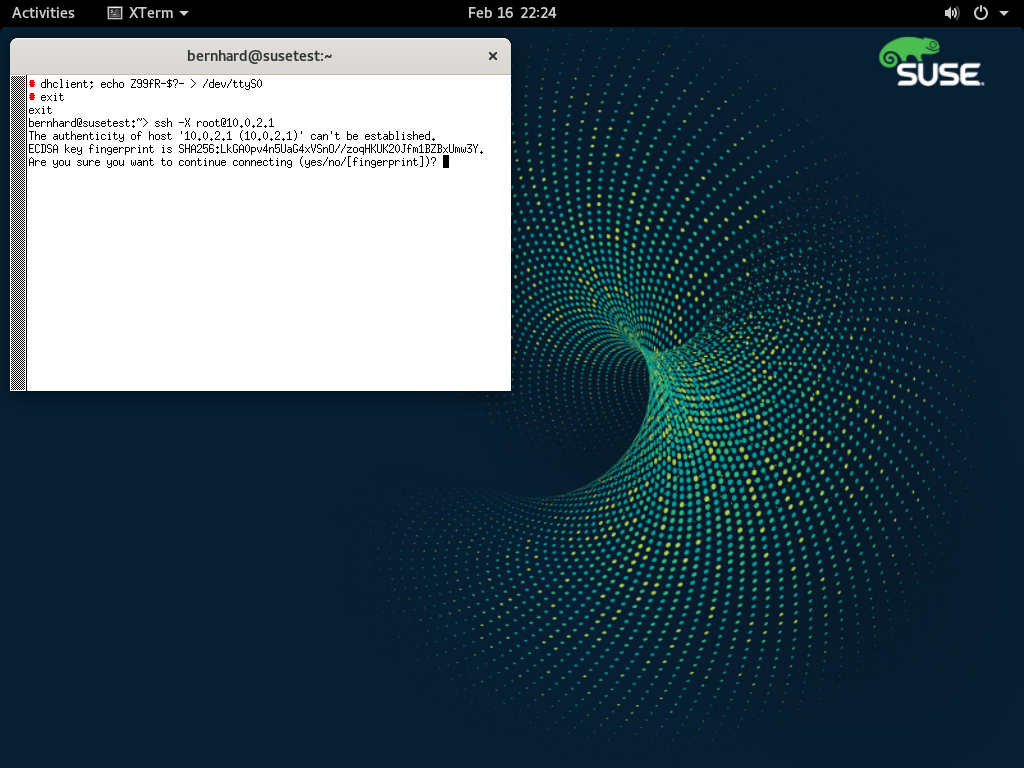 Activities XTerm Feb 16 22:24
SUSE
bernhard@susetest:~
# dhclient; echo Z99fR-$?- > /dev/ttyS0
# exit
exit
bernhard@susetest:~> ssh -X root@10.0.2.1
The authenticity of host '10.0.2.1 (10.0.2.1)' can't be established.
ECDSA key fingerprint is SHA256:LkGA0pv4n5UaG4xVSnO//zoqHKUK20Jfm1BZBxUmw3Y.
Are you sure you want to continue connecting (yes/no/[fingerprint])?